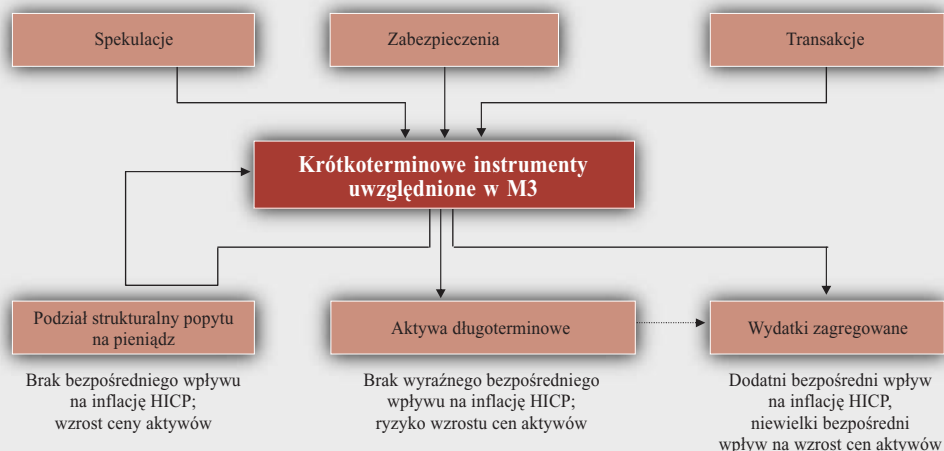 Spekulacje
Zabezpieczenia
Transakcje
Krótkoterminowe instrumenty
uwzględnione w M3
Podział strukturalny popytu
na pieniądz
Aktywa długoterminowe
Wydatki zagregowane
Brak bezpośredniego wpływu
na inflację HICP;
wzrost ceny aktywów
Brak wyraźnego bezpośredniego
wpływu na inflację HICP;
ryzyko wzrostu cen aktywów
Dodatni bezpośredni wpływ
na inflację HICP,
niewielki bezpośredni
wpływ na wzrost cen aktywów